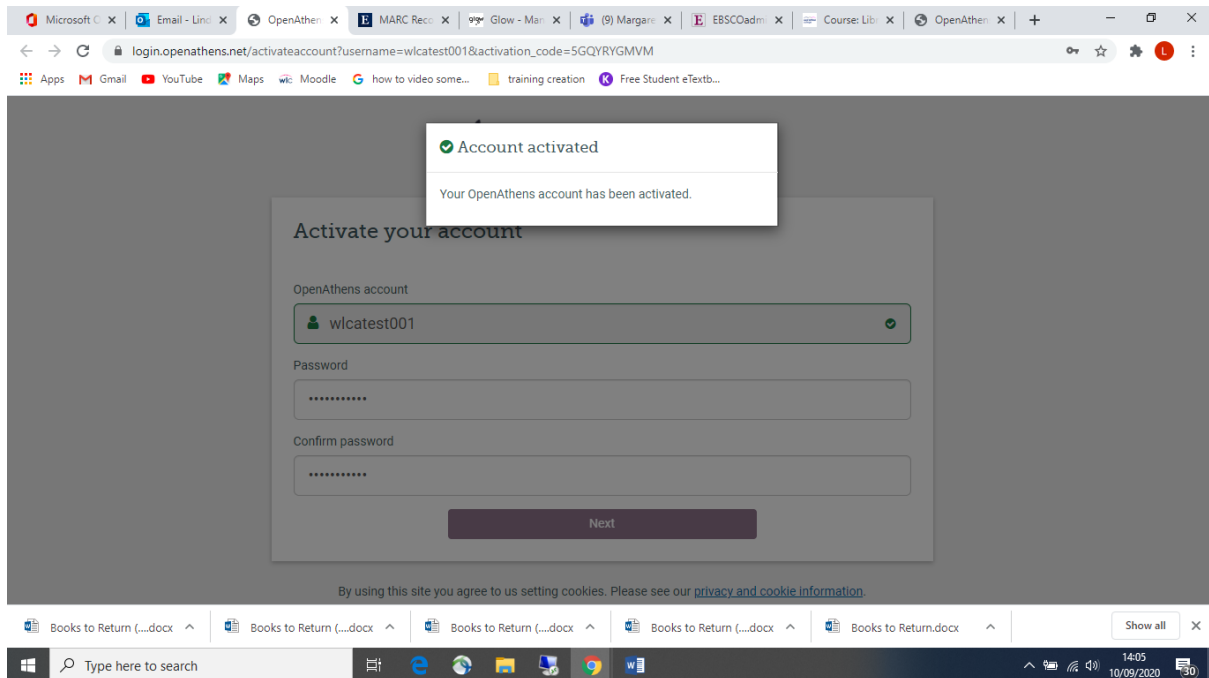 Microsoft O
Email - Lind
OpenAthen
MARC Reco
Glow - Man
(9) Margare
EBSCOadmi
Course: Libr
OpenAthen
login.openathens.net/activateaccount?username=wlcatest001&activation_code=5GQYRYGMVM
L
Apps
Gmail
YouTube
Maps
wlc Moodle
G how to video some...
training creation
K Free Student eTextb...
Account activated
Your OpenAthens account has been activated.
Activate your account
OpenAthens account
wlcatest001
Password
•••••••••••
Confirm password
•••••••••••
Next
By using this site you agree to us setting cookies. Please see our privacy and cookie information.
Books to Return (....docx
Books to Return (....docx
Books to Return (....docx
Books to Return (....docx
Books to Return.docx
Show all
Type here to search
14:05
10/09/2020
30